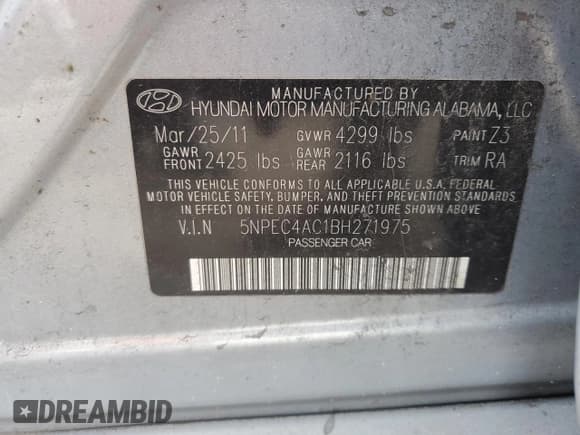 MANUFACTURED BY
HYUNDAI MOTOR MANUFACTURING ALABAMA, LLC
Mar/25/11 GVWR 4299 lbs PAINT Z3
GAWR FRONT 2425 lbs GAWR REAR 2116 lbs TRIM RA
THIS VEHICLE CONFORMS TO ALL APPLICABLE U.S.A. FEDERAL
MOTOR VEHICLE SAFETY, BUMPER, AND THEFT PREVENTION STANDARDS
IN EFFECT ON THE DATE OF MANUFACTURE SHOWN ABOVE.
V.I.N 5NPEC4AC1BH271975
PASSENGER CAR
DREAMBID